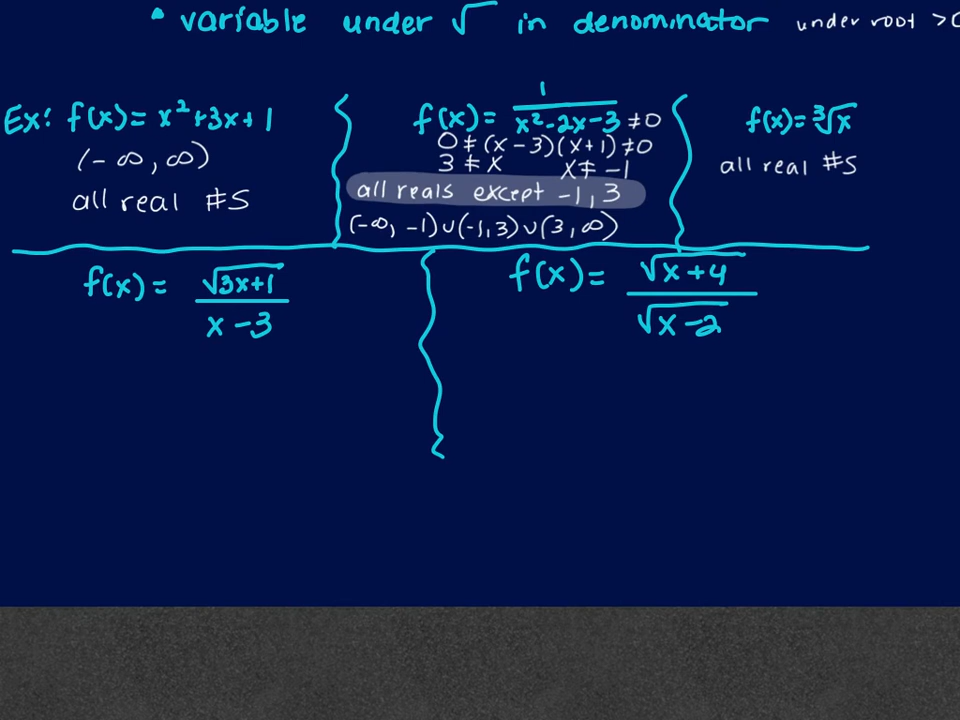 • variable under √ in denominator under root >0
Ex: f(x) = x²+3x+1
(-∞, ∞)
all real #s
f(x) = 1/(x²-2x-3) ≠0
0≠(x-3)(x+1)≠0
3≠x x≠-1
all reals except -1, 3
(-∞, -1)∪(-1,3)∪(3,∞)
f(x)=∛x
all real #s
f(x) = √(3x+1)/(x-3)
f(x) = √(x+4)/√(x-2)